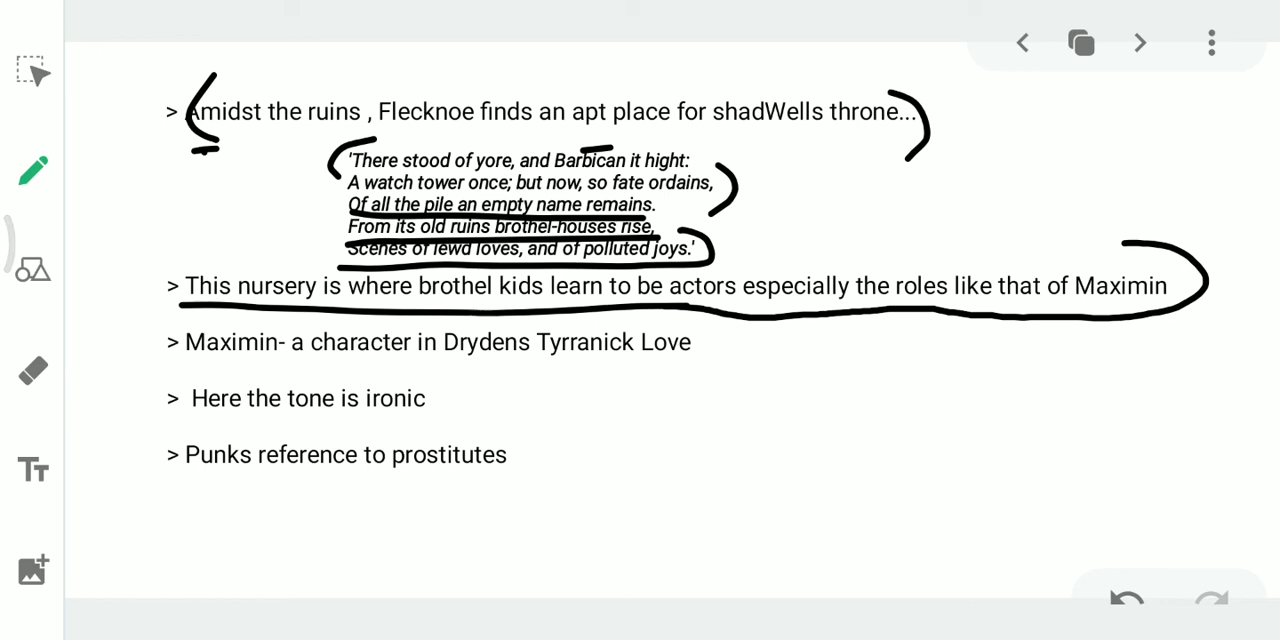 > Amidst the ruins , Flecknoe finds an apt place for shadWells throne...
'There stood of yore, and Barbican it hight:
A watch tower once; but now, so fate ordains,
Of all the pile an empty name remains.
From its old ruins brothel-houses rise,
Scenes of lewd loves, and of polluted joys.'
> This nursery is where brothel kids learn to be actors especially the roles like that of Maximin
> Maximin- a character in Drydens Tyrranick Love
> Here the tone is ironic
> Punks reference to prostitutes
TT